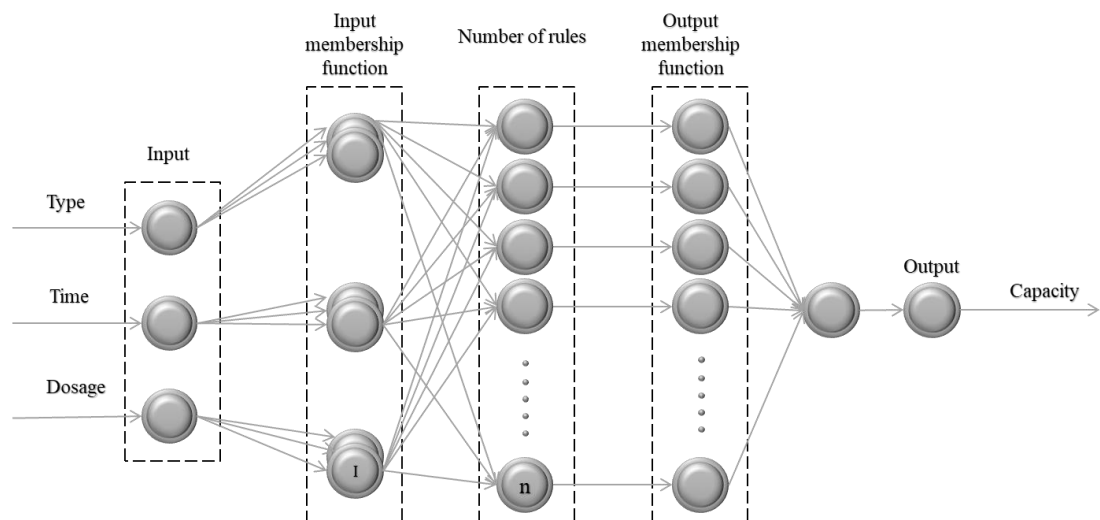 Input
membership
function
Number of rules
Output
membership
function
Input
Type
Time
Dosage
I
n
Output
Capacity